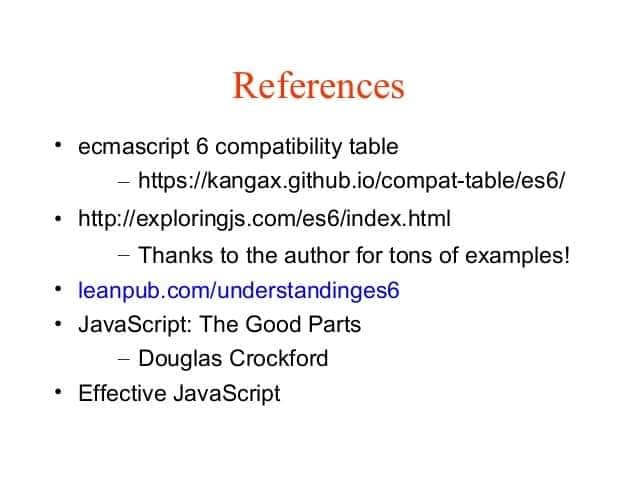 References
• ecmascript 6 compatibility table
– https://kangax.github.io/compat-table/es6/
• http://exploringjs.com/es6/index.html
– Thanks to the author for tons of examples!
• leanpub.com/understandinges6
• JavaScript: The Good Parts
– Douglas Crockford
• Effective JavaScript